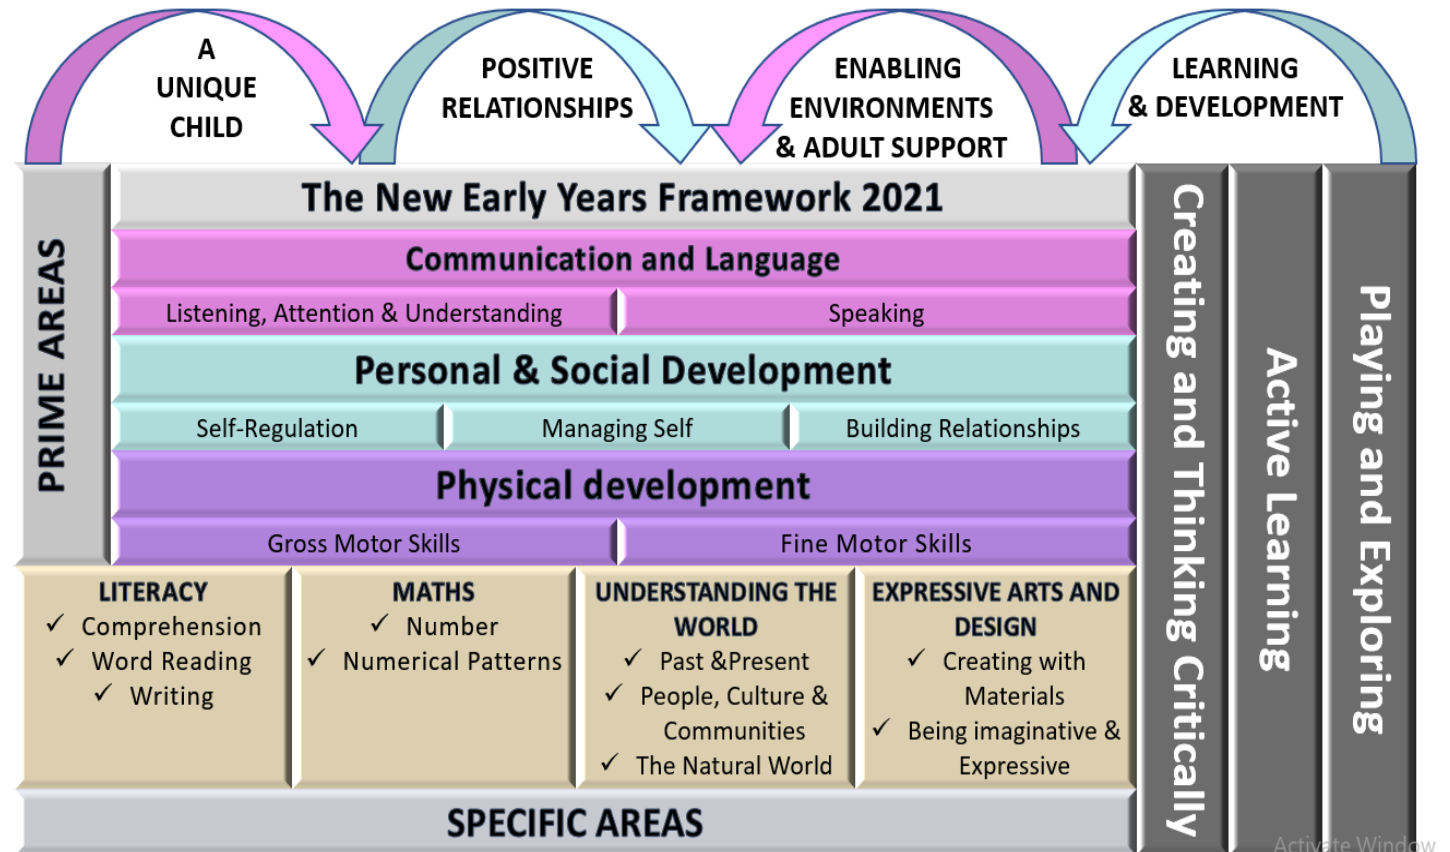 A
UNIQUE
CHILD
POSITIVE
RELATIONSHIPS
ENABLING
ENVIRONMENTS
& ADULT SUPPORT
LEARNING
& DEVELOPMENT
PRIME AREAS
The New Early Years Framework 2021
Communication and Language
Listening, Attention & Understanding
Speaking
Personal & Social Development
Self-Regulation
Managing Self
Building Relationships
Physical development
Gross Motor Skills
Fine Motor Skills
LITERACY
✓ Comprehension
✓ Word Reading
✓ Writing
MATHS
✓ Number
✓ Numerical Patterns
UNDERSTANDING THE
WORLD
✓ Past &Present
✓ People, Culture &
Communities
✓ The Natural World
EXPRESSIVE ARTS AND
DESIGN
✓ Creating with
Materials
✓ Being imaginative &
Expressive
SPECIFIC AREAS
Creating and Thinking Critically
Active Learning
Playing and Exploring
Activate Window